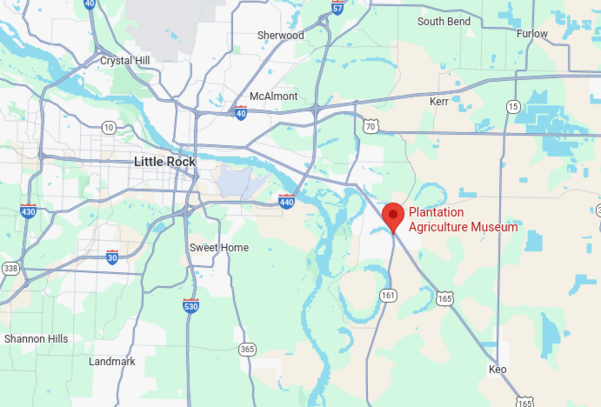 40
57
South Bend
Sherwood
Furlow
Crystal Hill
McAlmont
Kerr
40
15
10
70
Little Rock
440
430
Plantation
Agriculture Museum
Sweet Home
30
338
161
165
530
Shannon Hills
365
Landmark
Keo
165